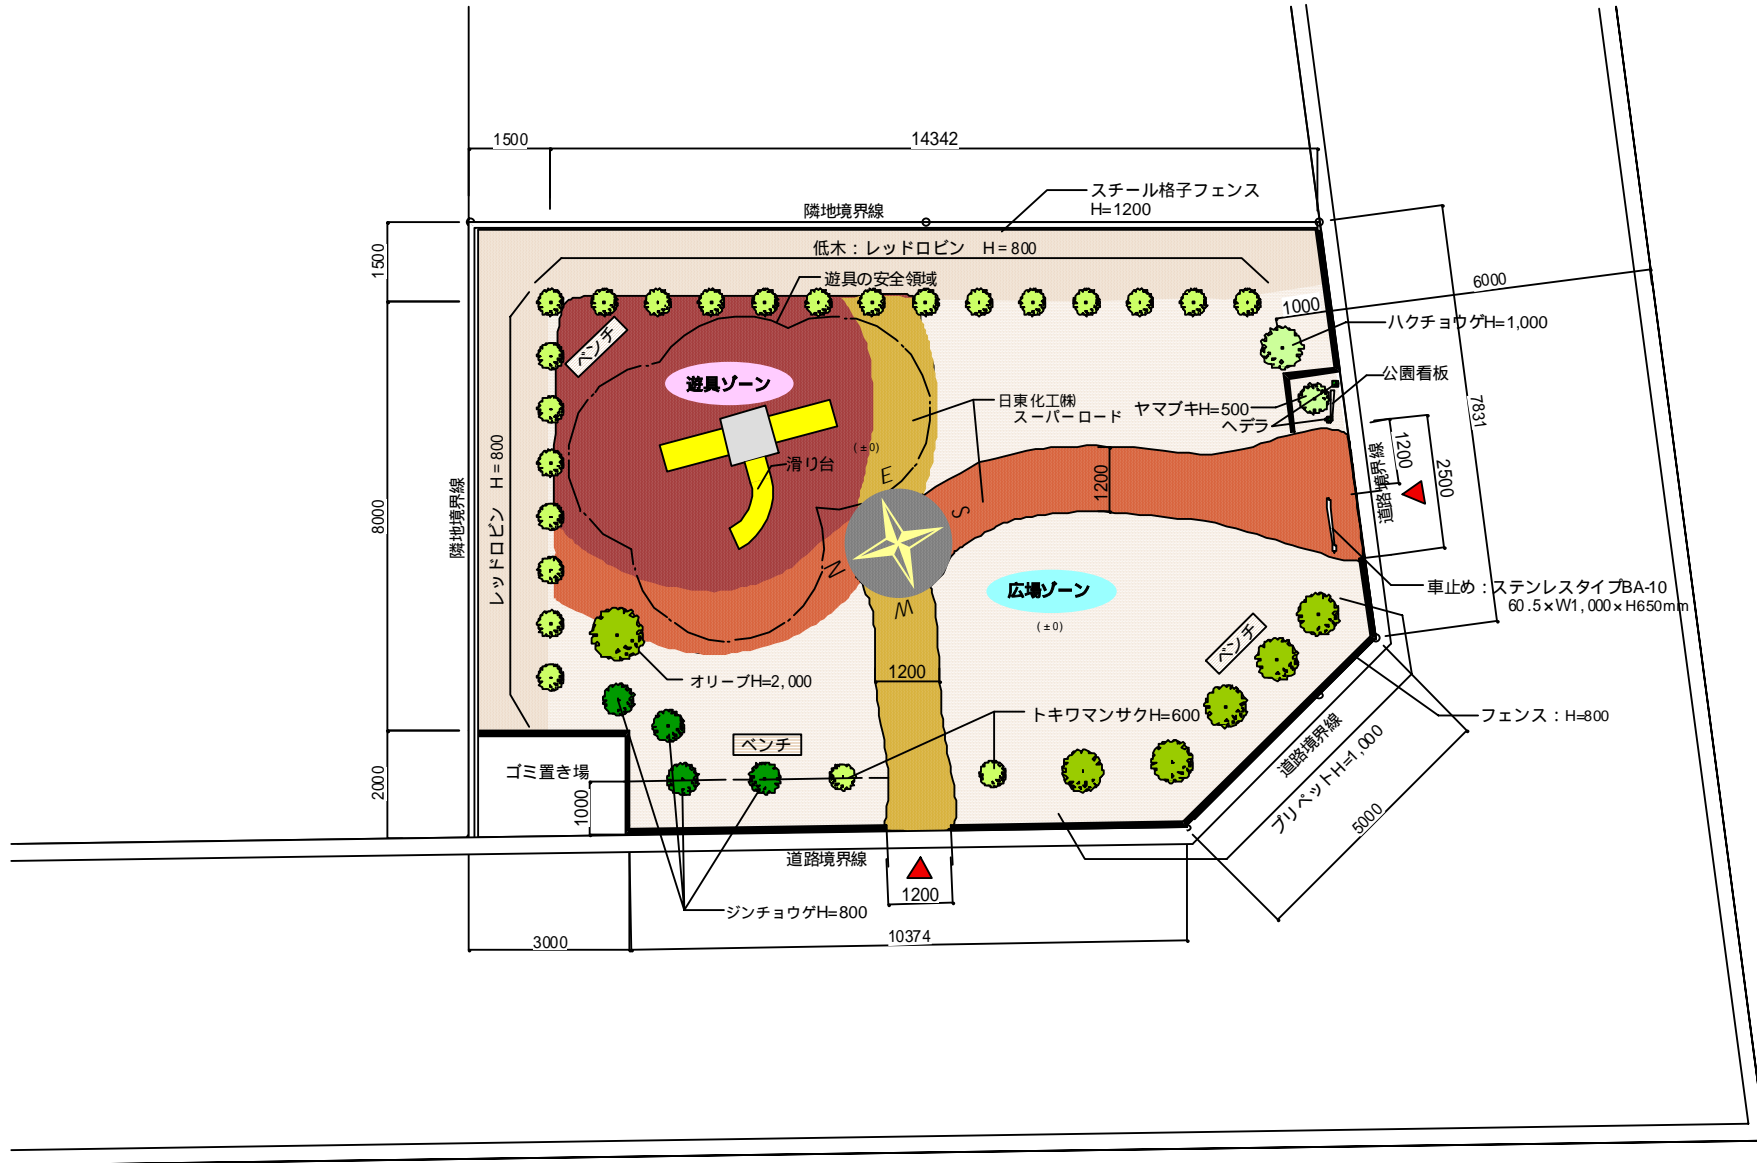 1500
14342
スチール格子フェンス
H=1200
隣地境界線
1500
低木：レッドロビン　H=800
遊具の安全領域
6000
1000
ハクチョウゲH=1,000
ベンチ
遊具ゾーン
公園看板
日東化工㈱
スーパーロード
ヤマブキH=500
ヘデラ
7831
(±0)
滑り台
レッドロビン　H=800
隣地境界線
8000
E
S
N
W
1200
道路境界線
1200
2500
広場ゾーン
(±0)
車止め：ステンレスタイプBA-10
60.5×W1,000×H650mm
ベンチ
オリーブH=2,000
1200
トキワマンサクH=600
フェンス：H=800
ベンチ
ゴミ置き場
2000
1000
道路境界線
プリペットH=1,000
5000
道路境界線
1200
ジンチョウゲH=800
3000
10374